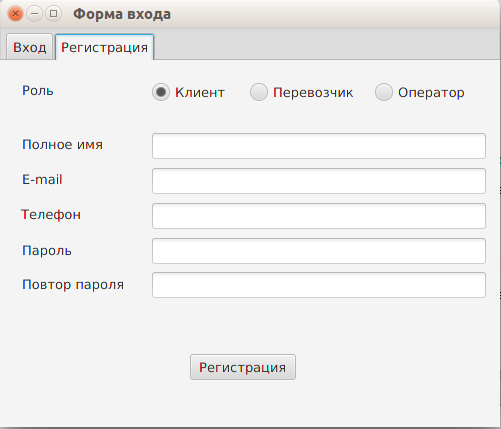 Форма входа
Вход Регистрация
Роль Клиент Перевозчик Оператор
Полное имя
E-mail
Телефон
Пароль
Повтор пароля
Регистрация